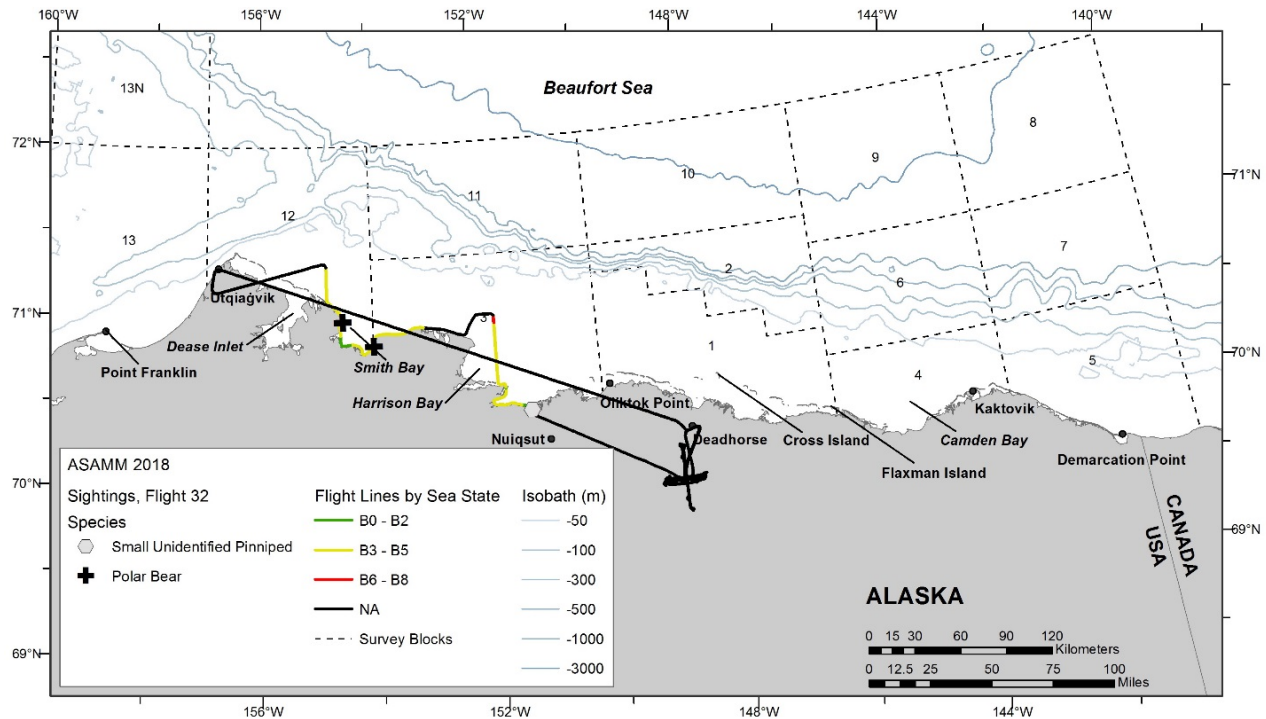 160°W 156°W 152°W 148°W 144°W 140°W
72°N
71°N
70°N
69°N
71°N
70°N
69°N
13N
Beaufort Sea
8
9
10
11
12
13
7
2
6
Utqiaġvik
3
1
5
Dease Inlet
Smith Bay
4
Point Franklin
Harrison Bay
Oliktok Point
Kaktovik
Nuiqsut
Deadhorse
Cross Island
Camden Bay
Flaxman Island
Demarcation Point
CANADA
USA
ALASKA
ASAMM 2018
Sightings, Flight 32
Species
Small Unidentified Pinniped
Polar Bear
Flight Lines by Sea State
B0 - B2
B3 - B5
B6 - B8
NA
Survey Blocks
Isobath (m)
-50
-100
-300
-500
-1000
-3000
0 15 30 60 90 120
Kilometers
0 12.5 25 50 75 100
Miles
156°W 152°W 148°W 144°W